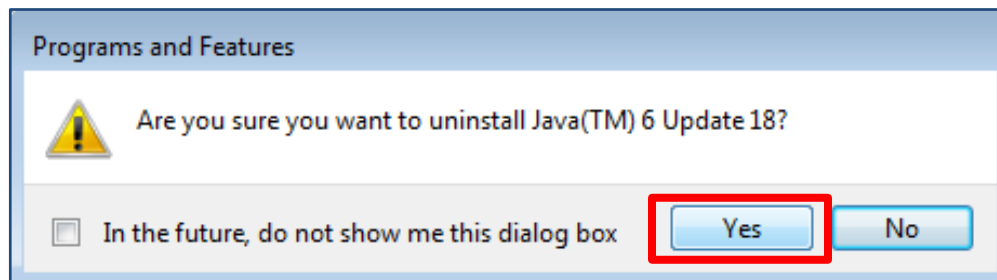 Programs and Features
Are you sure you want to uninstall Java(TM) 6 Update 18?
In the future, do not show me this dialog box
Yes
No